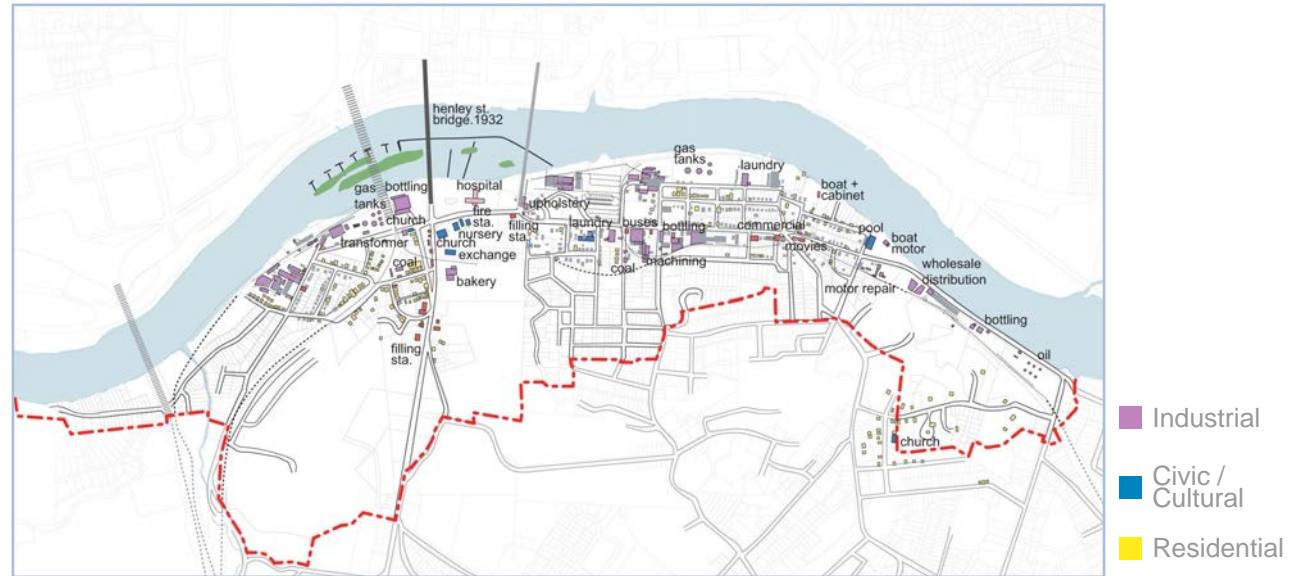 henley st.
bridge.1932
gas
tanks
laundry
gas
tanks
bottling
hospital
boat +
cabinet
upholstery
church
fire
sta.
nursery
filling
sta.
laundry
buses
bottling
commercial
pool
boat
motor
transformer
church
exchange
movies
coal
coal
machining
bakery
motor repair
wholesale
distribution
bottling
filling
sta.
oil
church
Industrial
Civic /
Cultural
Residential